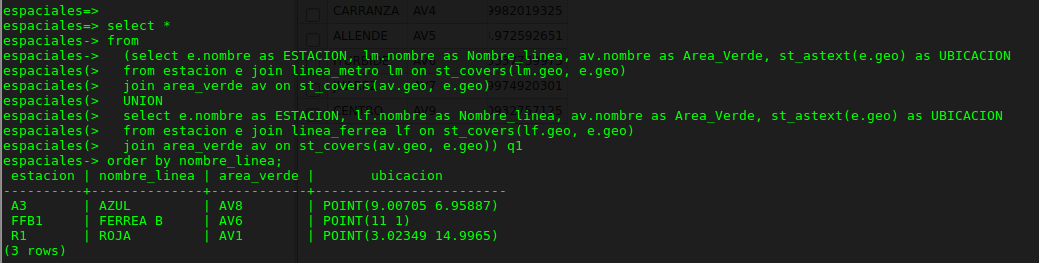 espaciales=>
espaciales=> select *
espaciales-> from
espaciales->  (select e.nombre as ESTACION, lm.nombre as Nombre_linea, av.nombre as Area_Verde, st_astext(e.geo) as UBICACION
espaciales(>  from estacion e join linea_metro lm on st_covers(lm.geo, e.geo)
espaciales(>  join area_verde av on st_covers(av.geo, e.geo)
espaciales(>  UNION
espaciales(>  select e.nombre as ESTACION, lf.nombre as Nombre_linea, av.nombre as Area_Verde, st_astext(e.geo) as UBICACION
espaciales(>  from estacion e join linea_ferrea lf on st_covers(lf.geo, e.geo)
espaciales(>  join area_verde av on st_covers(av.geo, e.geo)) q1
espaciales-> order by nombre_linea;
 estacion | nombre_linea | area_verde |       ubicacion
----------+--------------+------------+------------------------
 A3       | AZUL         | AV8        | POINT(9.00705 6.95887)
 FFB1     | FERREA B     | AV6        | POINT(11 1)
 R1       | ROJA         | AV1        | POINT(3.02349 14.9965)
(3 rows)
CARRANZA AV4 9982019325
ALLENDE AV5 .972592651
9974920301
CENTRO AV9